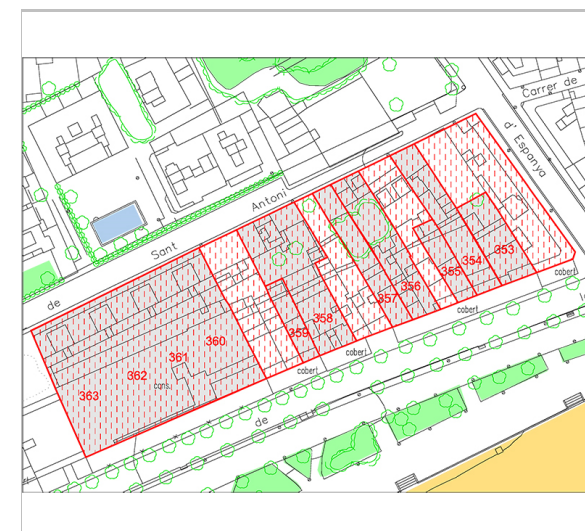 Carrer de
d' Espanya
Sant Antoni
de
353
354
355
356
357
358
359
360
361
362
363
cons.
cobert
cobert
cobert
cobert
de